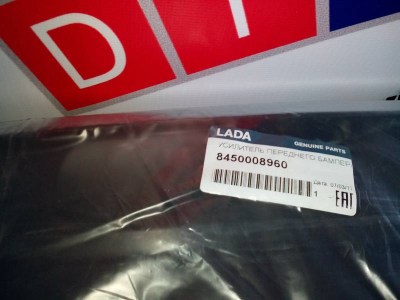 D
LADA
GENUINE PARTS
УСИЛИТЕЛЬ ПЕРЕДНЕГО БАМПЕР
8450008960
1
EAC